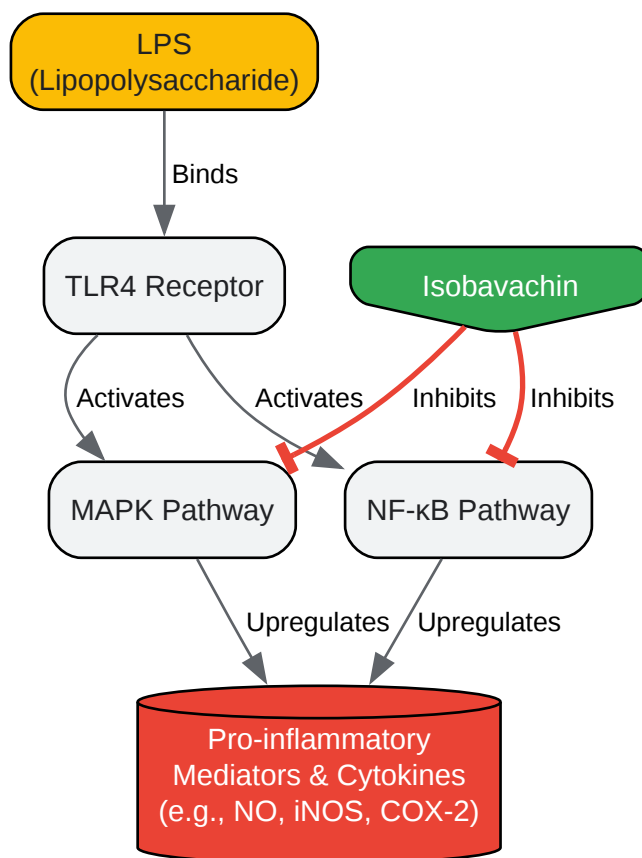 LPS
(Lipopolysaccharide)
Binds
TLR4 Receptor
Isobavachin
Activates
Activates
Inhibits
Inhibits
MAPK Pathway
NF-κB Pathway
Upregulates
Upregulates
Pro-inflammatory
Mediators & Cytokines
(e.g., NO, iNOS, COX-2)